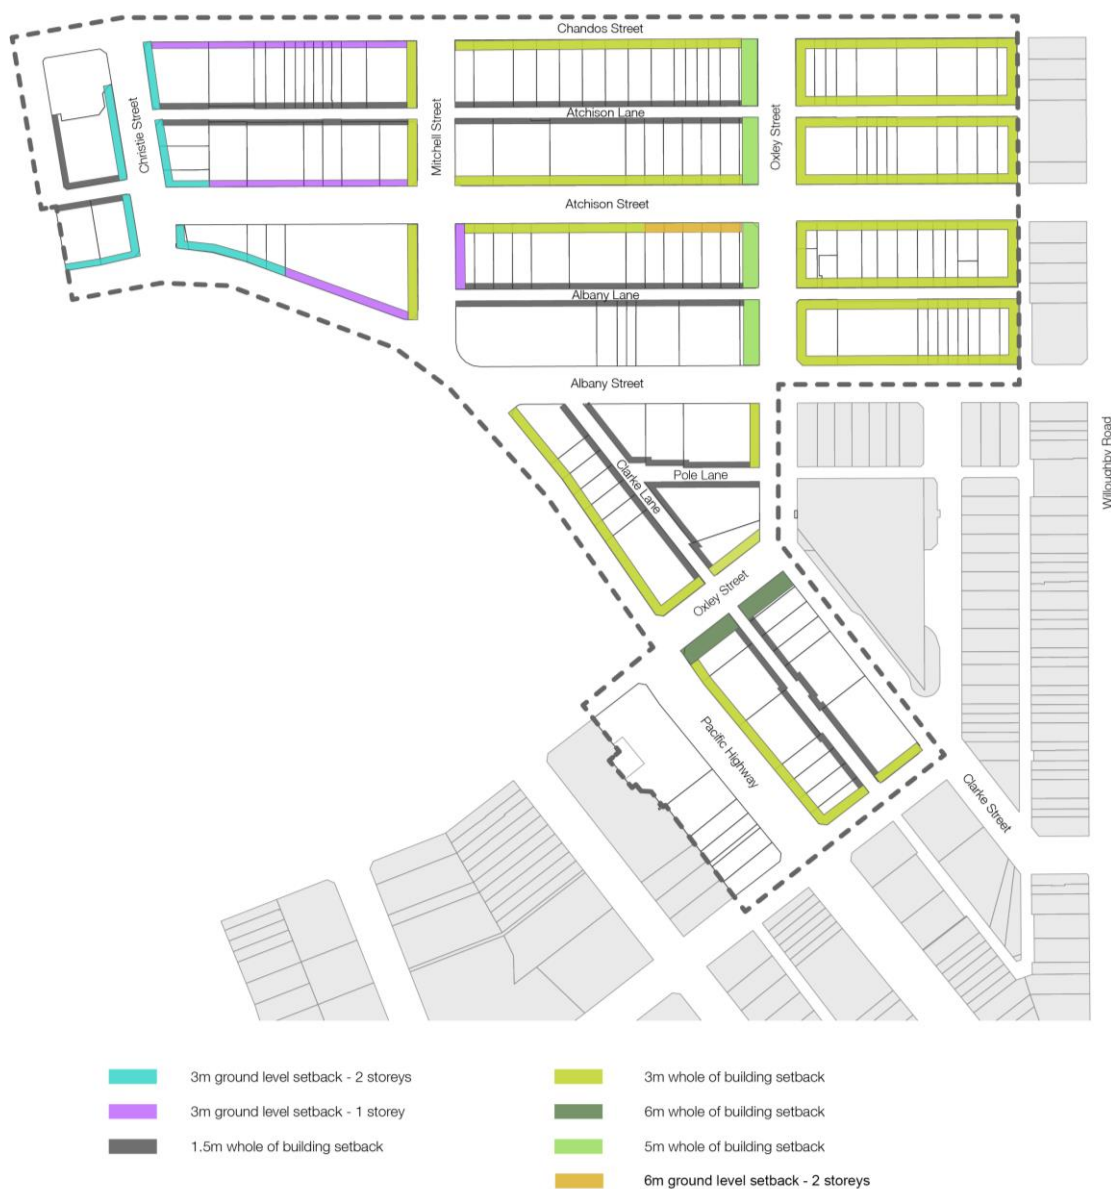 Chandos Street
Christie Street
Mitchell Street
Atchison Lane
Oxley Street
Atchison Street
Albany Lane
Albany Street
Willoughby Road
Clarke Lane
Pole Lane
Oxley Street
Pacific Highway
Clarke Street
3m ground level setback - 2 storeys
3m ground level setback - 1 storey
1.5m whole of building setback
3m whole of building setback
6m whole of building setback
5m whole of building setback
6m ground level setback - 2 storeys